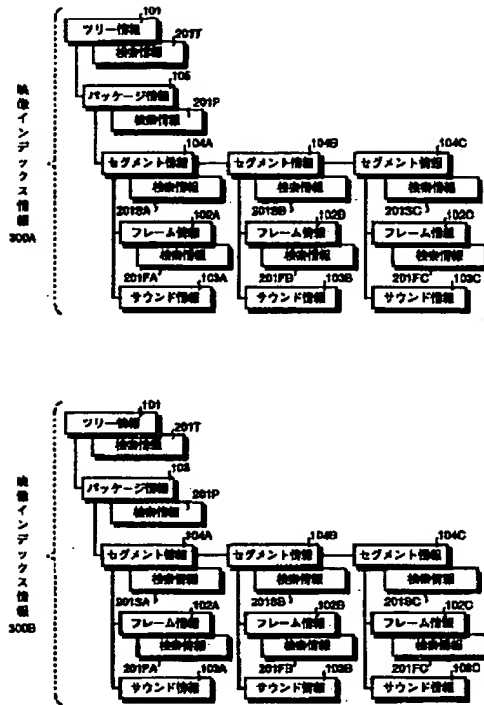 映像インデックス情報
300A
101
ツリー情報
201T
検索情報
105
パッケージ情報
201P
検索情報
104A 104B 104C
セグメント情報 セグメント情報 セグメント情報
検索情報 検索情報 検索情報
201SA 201SB 201SC
102A 102B 102C
フレーム情報 フレーム情報 フレーム情報
検索情報 検索情報 検索情報
201FA 103A 201FB 103B 201FC 103C
サウンド情報 サウンド情報 サウンド情報
映像インデックス情報
300B
101
ツリー情報
201T
検索情報
パッケージ情報
201P
検索情報
104A 104B 104C
セグメント情報 セグメント情報 セグメント情報
検索情報 検索情報 検索情報
201SA 201SB 201SC
102A 102B 102C
フレーム情報 フレーム情報 フレーム情報
検索情報 検索情報 検索情報
201FA 103A 201FB 103B 201FC 103C
サウンド情報 サウンド情報 サウンド情報